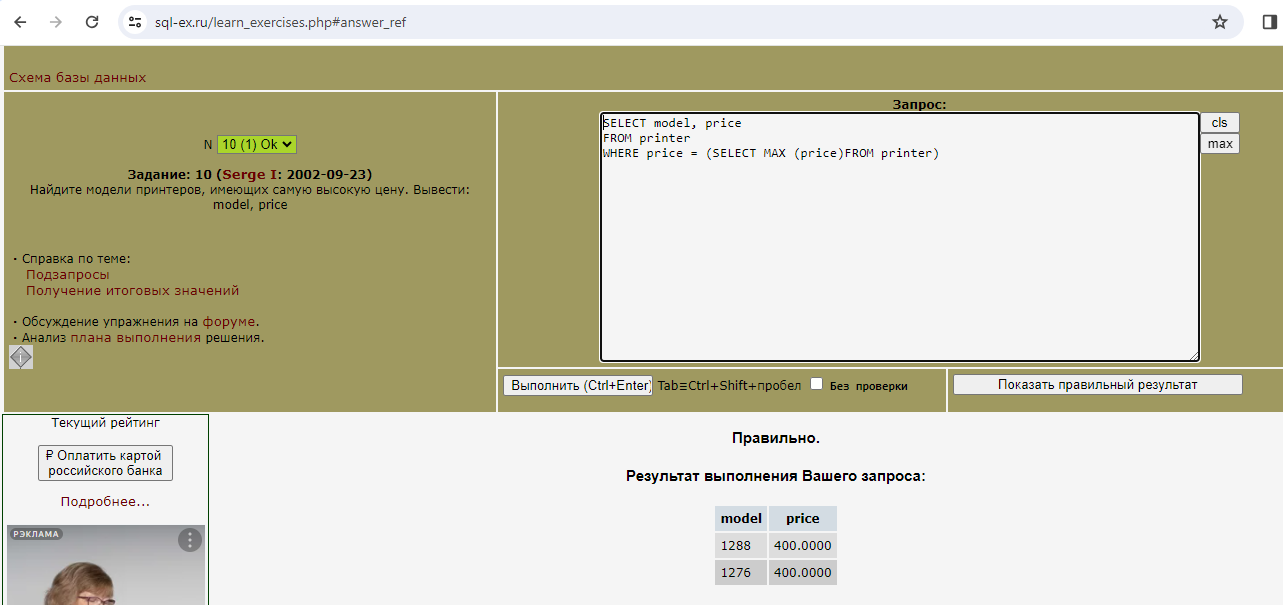 sql-ex.ru/learn_exercises.php#answer_ref
Схема базы данных
N 10 (1) Ok
Задание: 10 (Serge I: 2002-09-23)
Найдите модели принтеров, имеющих самую высокую цену. Вывести:
model, price
· Справка по теме:
Подзапросы
Получение итоговых значений
· Обсуждение упражнения на форуме.
· Анализ плана выполнения решения.
Запрос:
SELECT model, price
FROM printer
WHERE price = (SELECT MAX (price)FROM printer)
cls
max
Выполнить (Ctrl+Enter) Tab≡Ctrl+Shift+пробел Без проверки
Показать правильный результат
Текущий рейтинг
₽ Оплатить картой
российского банка
Подробнее...
РЭКЛАМА
Правильно.
Результат выполнения Вашего запроса:
model price
1288 400.0000
1276 400.0000